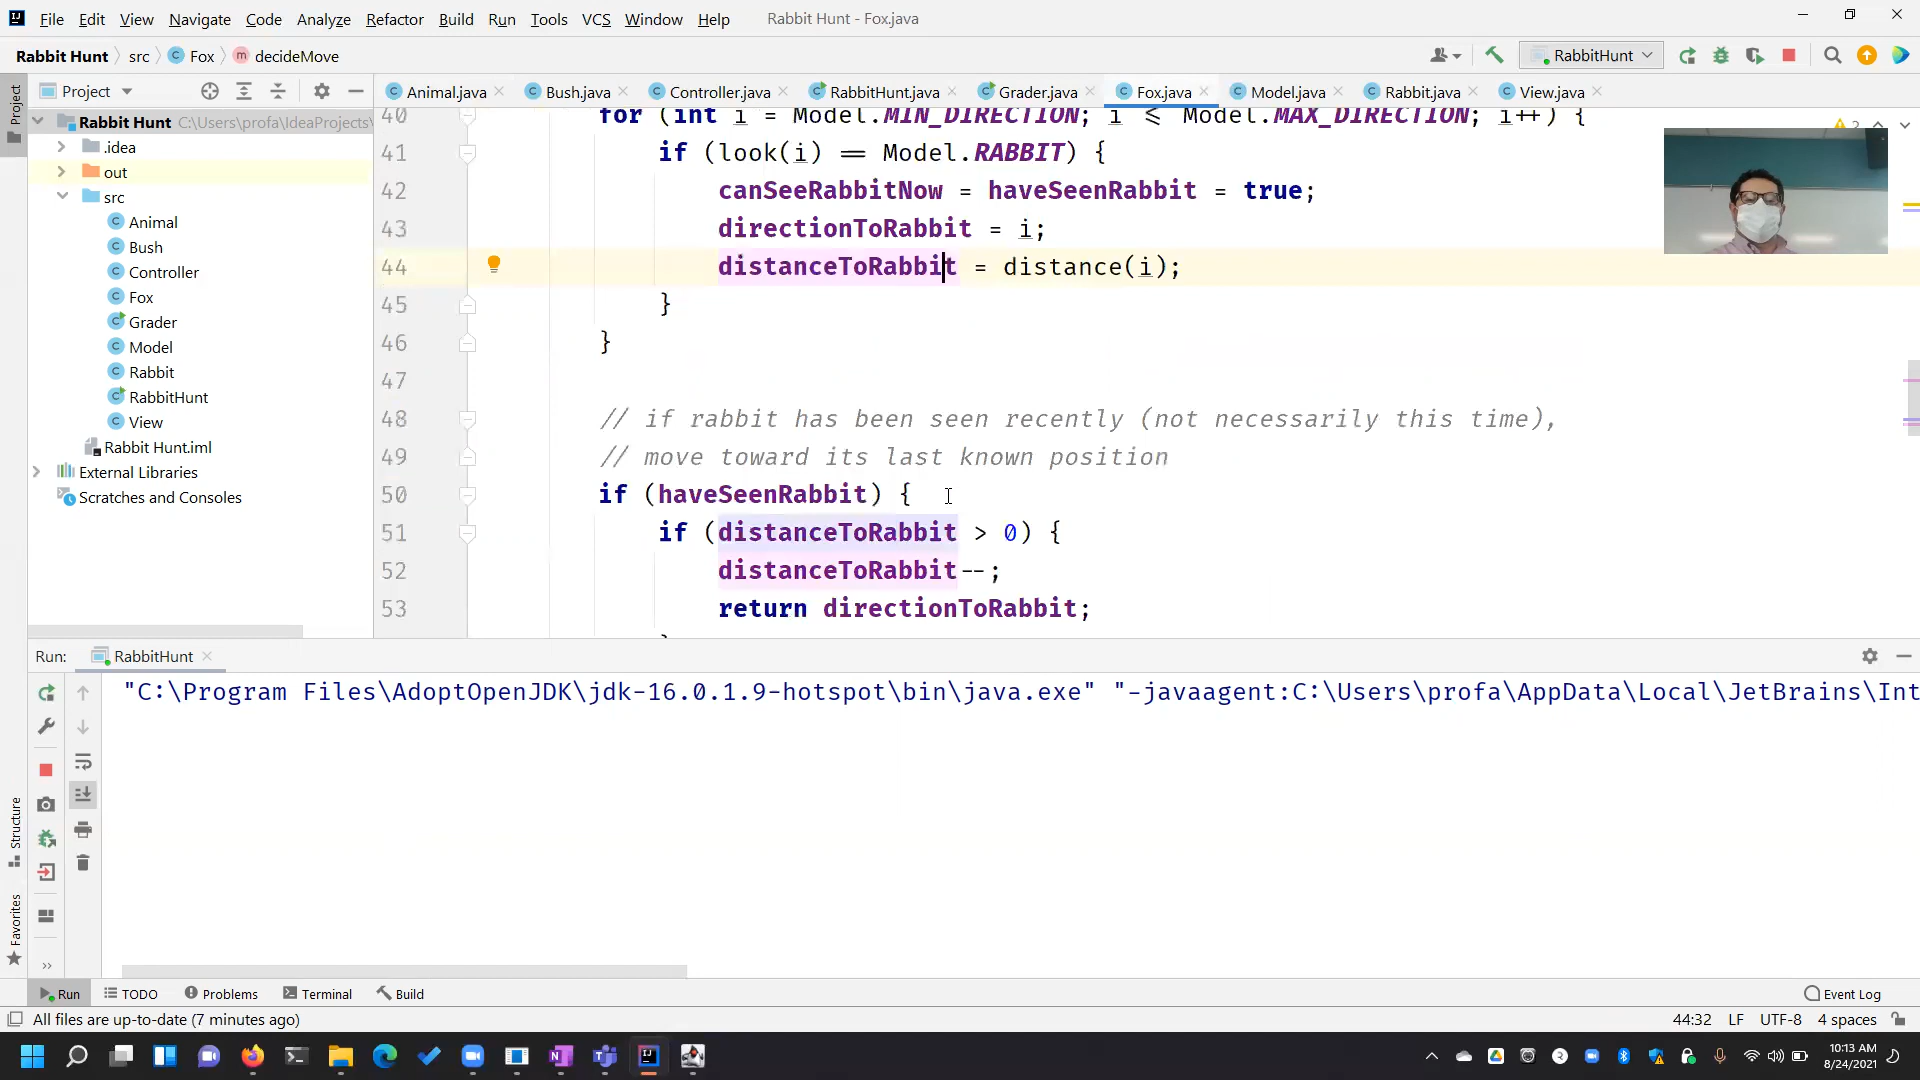 File Edit View Navigate Code Analyze Refactor Build Run Tools VCS Window Help Rabbit Hunt - Fox.java
Rabbit Hunt src Fox decideMove RabbitHunt
Project
Animal.java Bush.java Controller.java RabbitHunt.java Grader.java Fox.java Model.java Rabbit.java View.java
Project
Rabbit Hunt C:\Users\profa\IdeaProjects\
.idea
out
src
Animal
Bush
Controller
Fox
Grader
Model
Rabbit
RabbitHunt
View
Rabbit Hunt.iml
External Libraries
Scratches and Consoles
40 for (int i = Model.MIN_DIRECTION; i <= Model.MAX_DIRECTION; i++) {
41 if (look(i) == Model.RABBIT) {
42 canSeeRabbitNow = haveSeenRabbit = true;
43 directionToRabbit = i;
44 distanceToRabbit = distance(i);
45 }
46 }
47
48 // if rabbit has been seen recently (not necessarily this time),
49 // move toward its last known position
50 if (haveSeenRabbit) {
51 if (distanceToRabbit > 0) {
52 distanceToRabbit--;
53 return directionToRabbit;
Run: RabbitHunt
"C:\Program Files\AdoptOpenJDK\jdk-16.0.1.9-hotspot\bin\java.exe" "-javaagent:C:\Users\profa\AppData\Local\JetBrains\Int
Structure
Favorites
Run TODO Problems Terminal Build Event Log
All files are up-to-date (7 minutes ago) 44:32 LF UTF-8 4 spaces
10:13 AM
8/24/2021